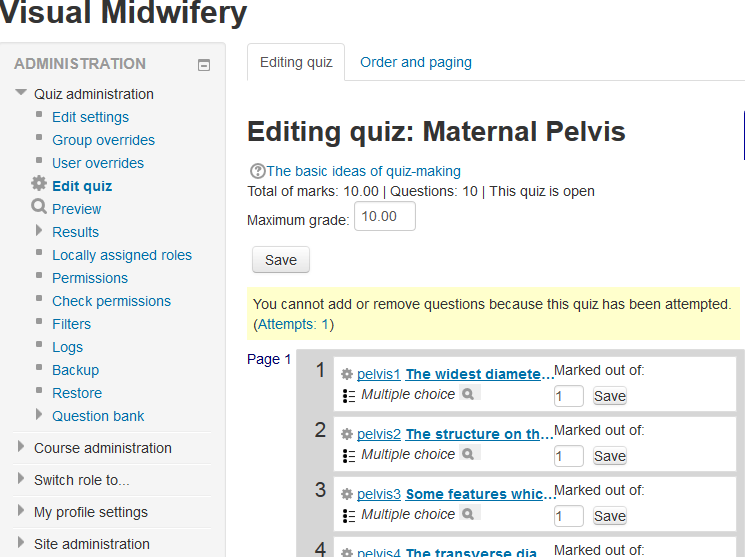 Visual Midwifery
ADMINISTRATION
Quiz administration
Edit settings
Group overrides
User overrides
Edit quiz
Preview
Results
Locally assigned roles
Permissions
Check permissions
Filters
Logs
Backup
Restore
Question bank
Course administration
Switch role to...
My profile settings
Site administration
Editing quiz
Order and paging
Editing quiz: Maternal Pelvis
The basic ideas of quiz-making
Total of marks: 10.00 | Questions: 10 | This quiz is open
Maximum grade: 10.00
Save
You cannot add or remove questions because this quiz has been attempted.
(Attempts: 1)
Page 1
1 pelvis1 The widest diamete... Marked out of:
Multiple choice 1 Save
2 pelvis2 The structure on th... Marked out of:
Multiple choice 1 Save
3 pelvis3 Some features whic... Marked out of:
Multiple choice 1 Save
4 pelvis4 The transverse dia Marked out of: